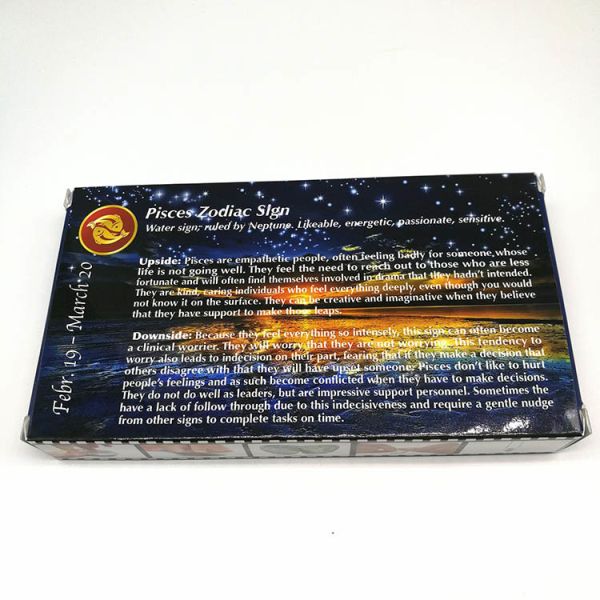 Pisces Zodiac SIgn
Water sign; ruled by Neptune. Likeable, energetic, passionate, sensitive.
Upside: Pisces are empathetic people, often feeling badly for someone whose
life is not going well. They feel the need to reach out to those who are less
fortunate and will often find themselves involved in drama that they hadn't intended.
They are kind, caring individuals who feel everything deeply, even though you would
not know it on the surface. They can be creative and imaginative when they believe
that they have support to make those leaps.
Downside: Because they feel everything so intensely, this sign can often become
a clinical worrier. They will worry that they are not worrying. This tendency to
worry also leads to indecision on their part, fearing that if they make a decision that
others disagree with that they will have upset someone. Pisces don't like to hurt
people's feelings and as such become conflicted when they have to make decisions.
They do not do well as leaders, but are impressive support personnel. Sometimes the
have a lack of follow through due to this indecisiveness and require a gentle nudge
from other signs to complete tasks on time.
Febr. 19 - March 20